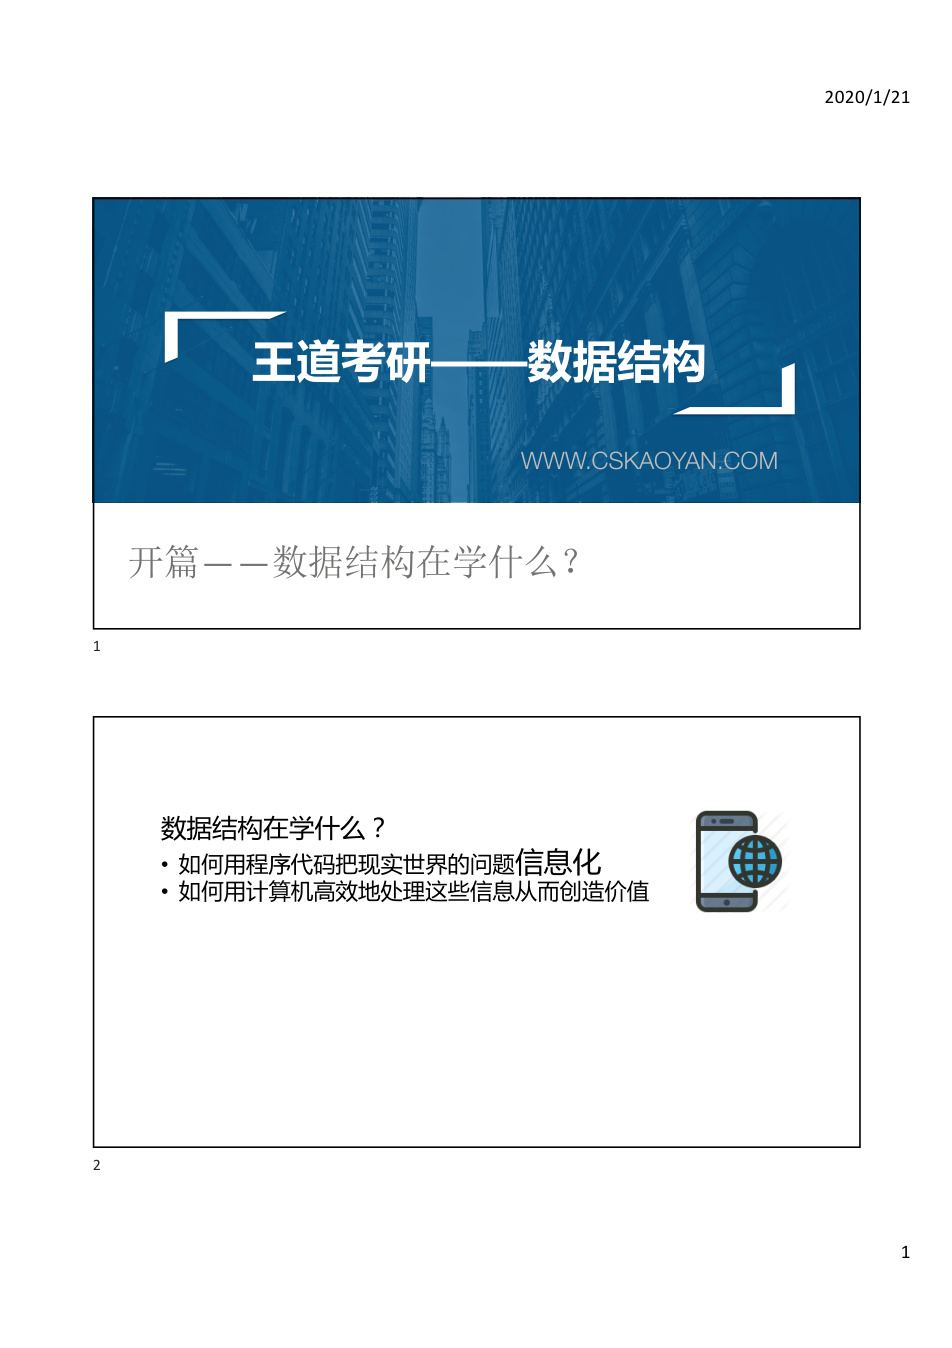 2020/1/21
王道考研——数据结构
WWW.CSKAOYAN.COM
开篇——数据结构在学什么？
1
数据结构在学什么？
• 如何用程序代码把现实世界的问题信息化
• 如何用计算机高效地处理这些信息从而创造价值
2
1